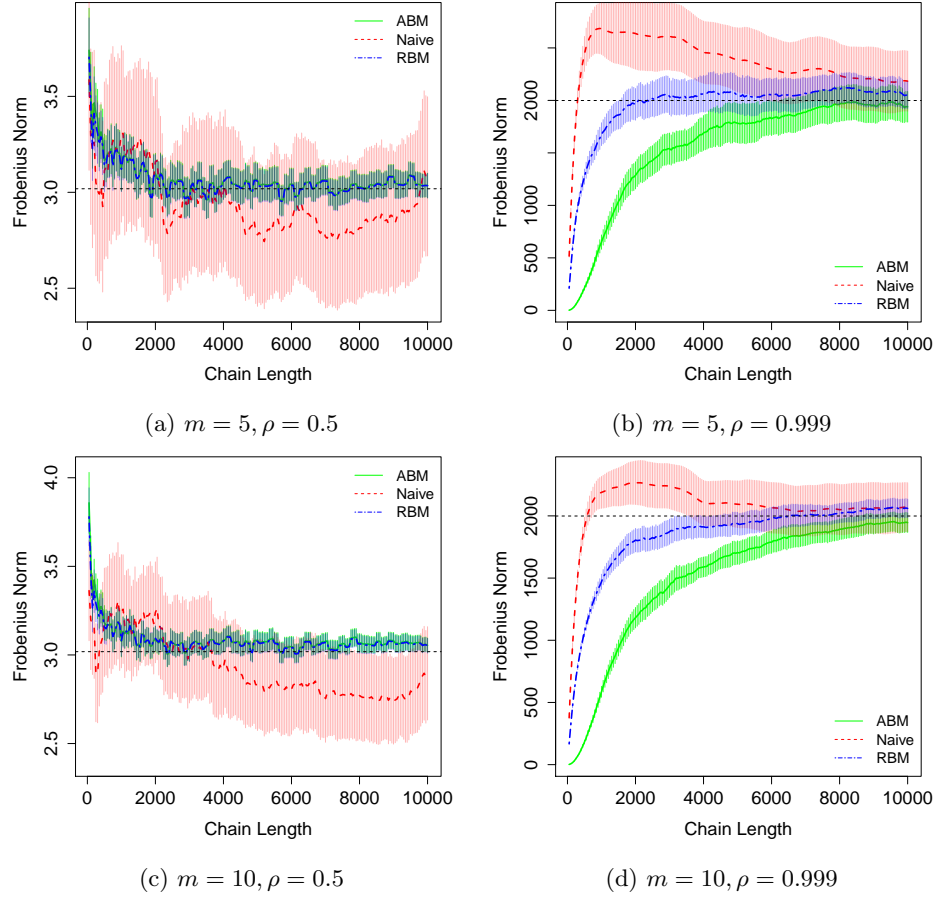 3.5
3.0
2.5
Frobenius Norm
ABM
Naive
RBM
0 2000 4000 6000 8000 10000
Chain Length
(a) m = 5, ρ = 0.5
2000
1000
500
0
Frobenius Norm
ABM
Naive
RBM
0 2000 4000 6000 8000 10000
Chain Length
(b) m = 5, ρ = 0.999
4.0
3.5
3.0
2.5
Frobenius Norm
ABM
Naive
RBM
0 2000 4000 6000 8000 10000
Chain Length
(c) m = 10, ρ = 0.5
2000
1500
1000
500
0
Frobenius Norm
ABM
Naive
RBM
0 2000 4000 6000 8000 10000
Chain Length
(d) m = 10, ρ = 0.999